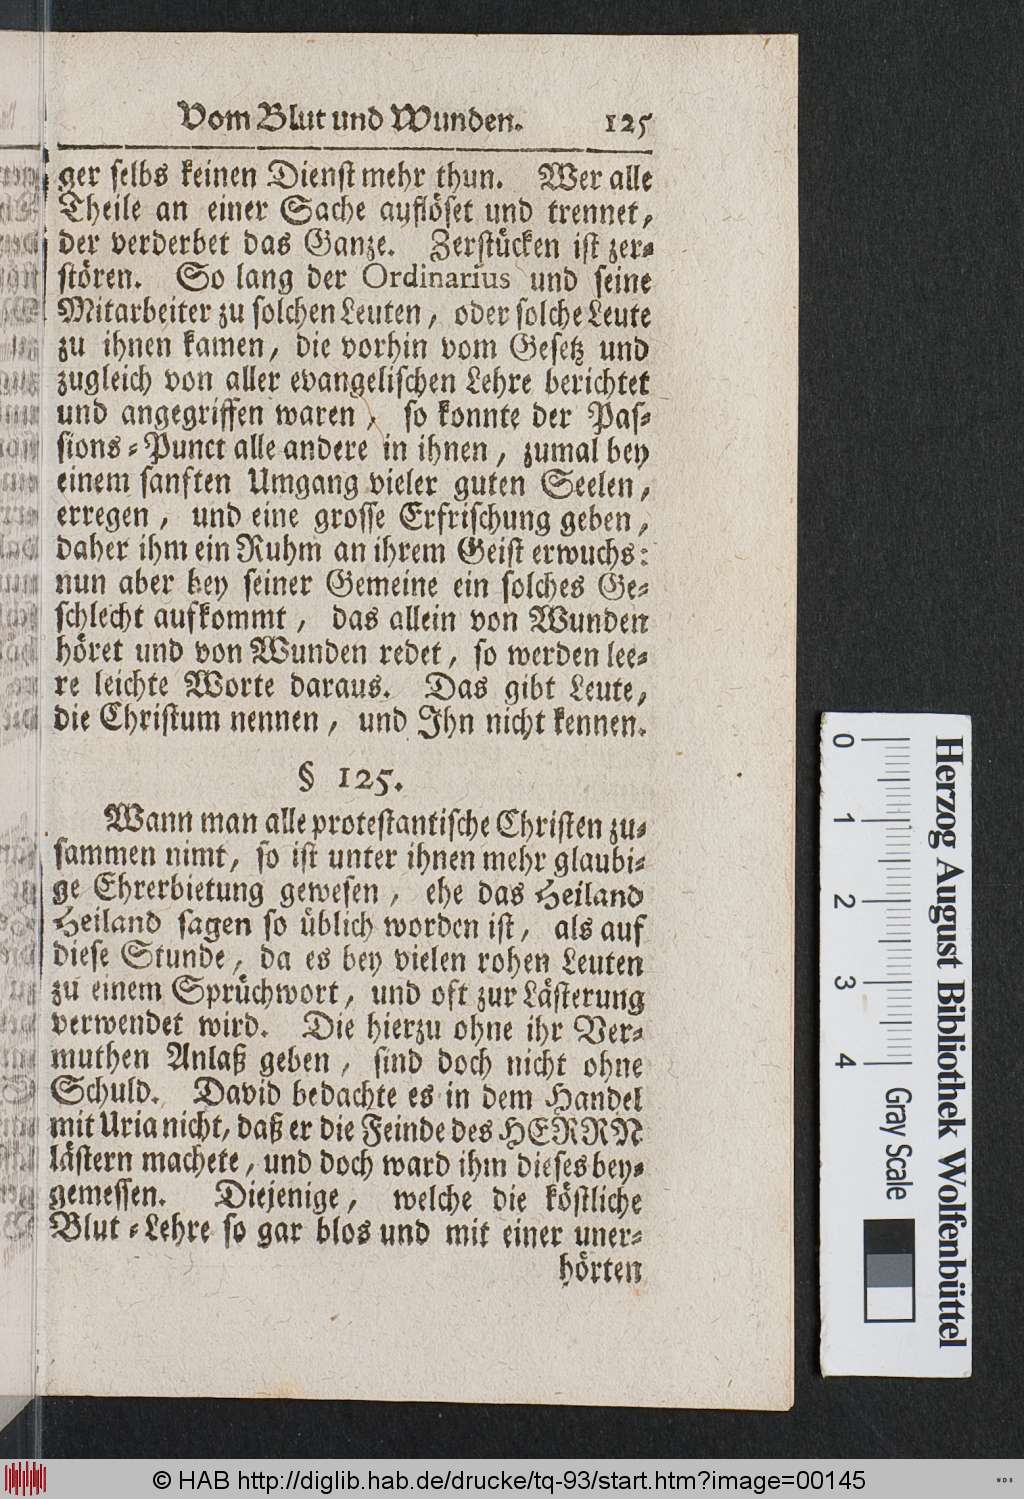 Vom Blut und Wunden. 125
ger selbs keinen Dienst mehr thun. Wer alle
Theile an einer Sache auflöset und trennet,
der verderbet das Ganze. Zerstücken ist zer-
stören. So lang der Ordinarius und seine
Mitarbeiter zu solchen Leuten, oder solche Leute
zu ihnen kamen, die vorhin vom Gesetz und
zugleich von aller evangelischen Lehre berichtet
und angegriffen waren, so konnte der Pas-
sions-Punct alle andere in ihnen, zumal bey
einem sanften Umgang vieler guten Seelen,
erregen, und eine grosse Erfrischung geben,
daher ihm ein Ruhm an ihrem Geist erwuchs:
nun aber bey seiner Gemeine ein solches Ge-
schlecht aufkommt, das allein von Wunden
höret und von Wunden redet, so werden lee-
re leichte Worte daraus. Das gibt Leute,
die Christum nennen, und Ihn nicht kennen.
§ 125.
Wann man alle protestantische Christen zu-
sammen nimt, so ist unter ihnen mehr glaubi-
ge Ehrerbietung gewesen, ehe das Heiland
Heiland sagen so üblich worden ist, als auf
diese Stunde, da es bey vielen rohen Leuten
zu einem Sprüchwort, und oft zur Lästerung
verwendet wird. Die hierzu ohne ihr Ver-
muthen Anlaß geben, sind doch nicht ohne
Schuld. David bedachte es in dem Handel
mit Uria nicht, daß er die Feinde des HERRN
lästern machete, und doch ward ihm dieses bey-
gemessen. Diejenige, welche die köstliche
Blut-Lehre so gar blos und mit einer uner-
hörten
0 1 2 3 4 Gray Scale
Herzog August Bibliothek Wolfenbüttel
© HAB http://diglib.hab.de/drucke/tq-93/start.htm?image=00145